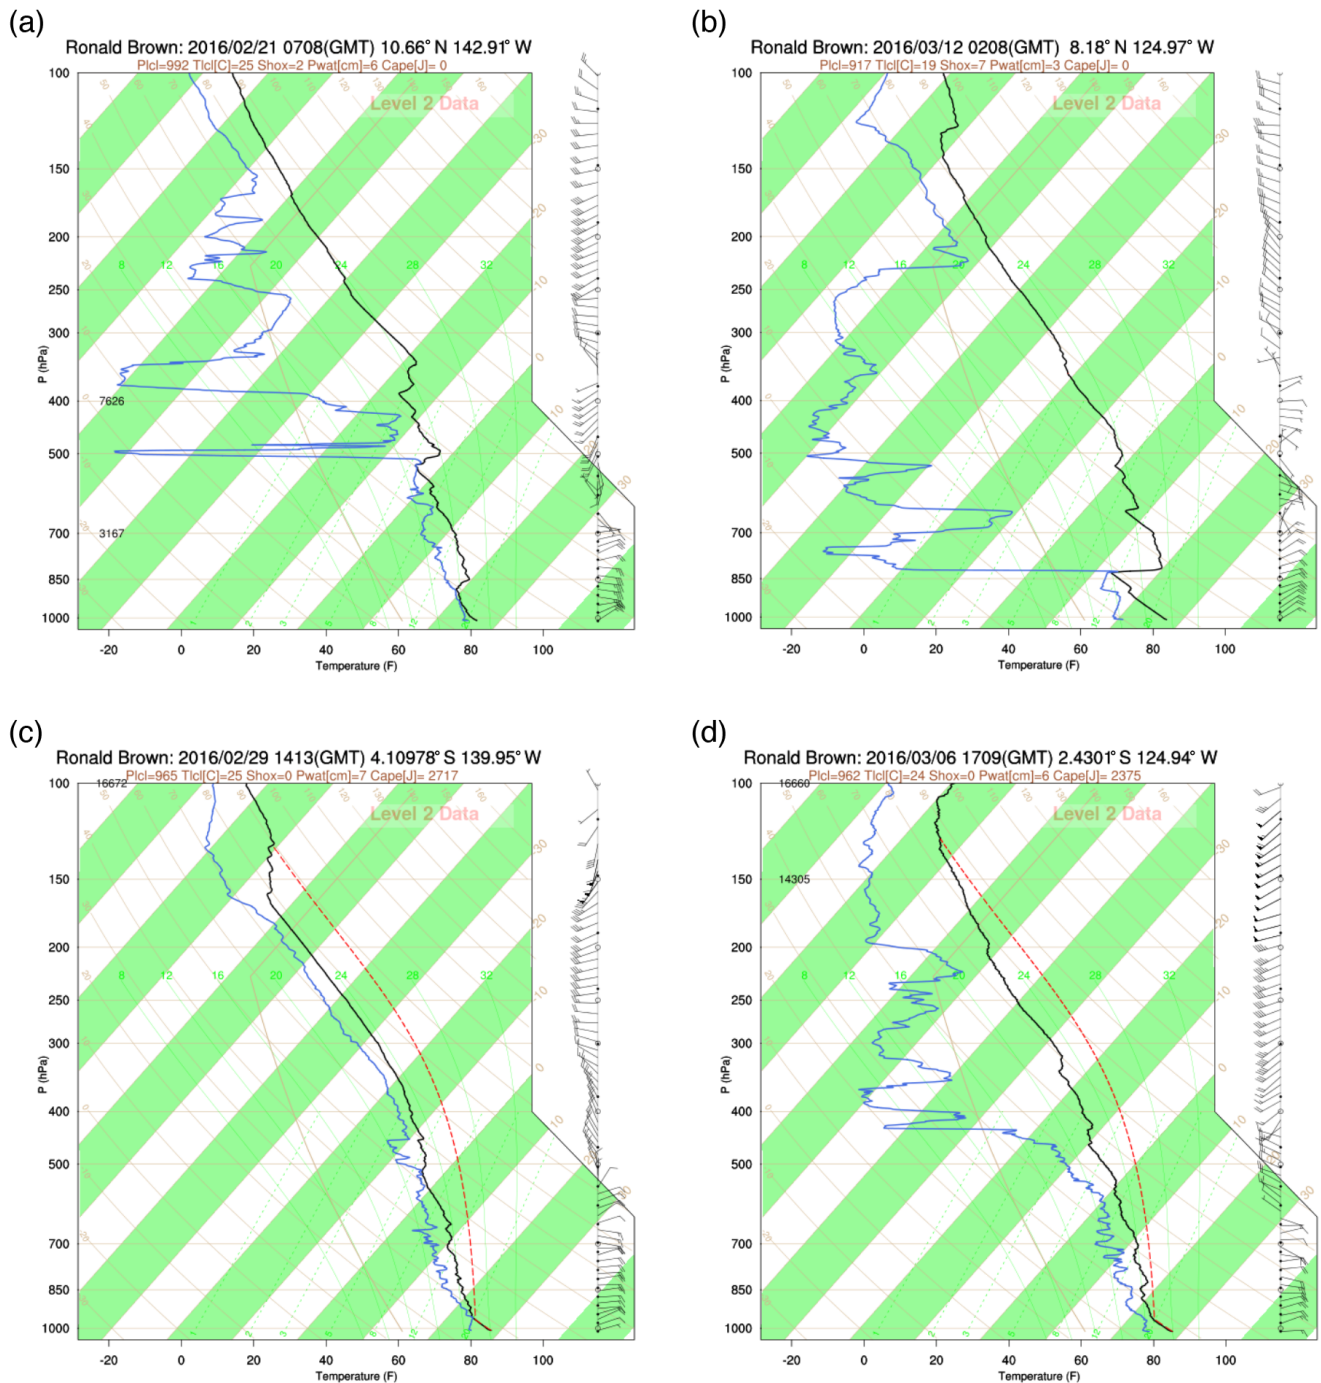 (a)
Ronald Brown: 2016/02/21 0708(GMT) 10.66° N 142.91° W
Plcl=992 Tlcl[C]=25 Shox=2 Pwat[cm]=6 Cape[J]= 0
Level 2 Data
100
150
200
250
300
400
500
700
850
1000
7626
3167
8 12 16 20 24 28 32
P (hPa)
-20 0 20 40 60 80 100
Temperature (F)
(b)
Ronald Brown: 2016/03/12 0208(GMT) 8.18° N 124.97° W
Plcl=917 Tlcl[C]=19 Shox=7 Pwat[cm]=3 Cape[J]= 0
Level 2 Data
100
150
200
250
300
400
500
700
850
1000
8 12 16 20 24 28 32
P (hPa)
-20 0 20 40 60 80 100
Temperature (F)
(c)
Ronald Brown: 2016/02/29 1413(GMT) 4.10978° S 139.95° W
Plcl=965 Tlcl[C]=25 Shox=0 Pwat[cm]=7 Cape[J]= 2717
Level 2 Data
100
150
200
250
300
400
500
700
850
1000
16672
8 12 16 20 24 28 32
P (hPa)
-20 0 20 40 60 80 100
Temperature (F)
(d)
Ronald Brown: 2016/03/06 1709(GMT) 2.4301° S 124.94° W
Plcl=962 Tlcl[C]=24 Shox=0 Pwat[cm]=6 Cape[J]= 2375
Level 2 Data
100
150
200
250
300
400
500
700
850
1000
16660
14305
8 12 16 20 24 28 32
P (hPa)
-20 0 20 40 60 80 100
Temperature (F)